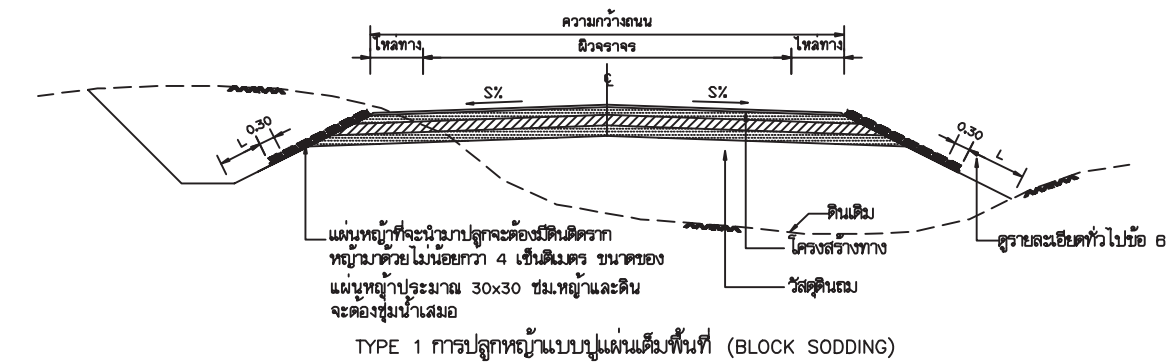 ความกว้างถนน
ไหล่ทาง
ผิวจราจร
ไหล่ทาง
℄
S%
S%
L
0.30
0.30
L
ดินเดิม
โครงสร้างทาง
วัสดุดินถม
ดูรายละเอียดทั่วไปข้อ 6
แผ่นหญ้าที่จะนำมาปลูกจะต้องมีดินติดราก
หญ้ามาด้วยไม่น้อยกว่า 4 เซ็นติเมตร ขนาดของ
แผ่นหญ้าประมาณ 30x30 ซม.หญ้าและดิน
จะต้องชุ่มน้ำเสมอ
TYPE 1 การปลูกหญ้าแบบปูแผ่นเต็มพื้นที่ (BLOCK SODDING)